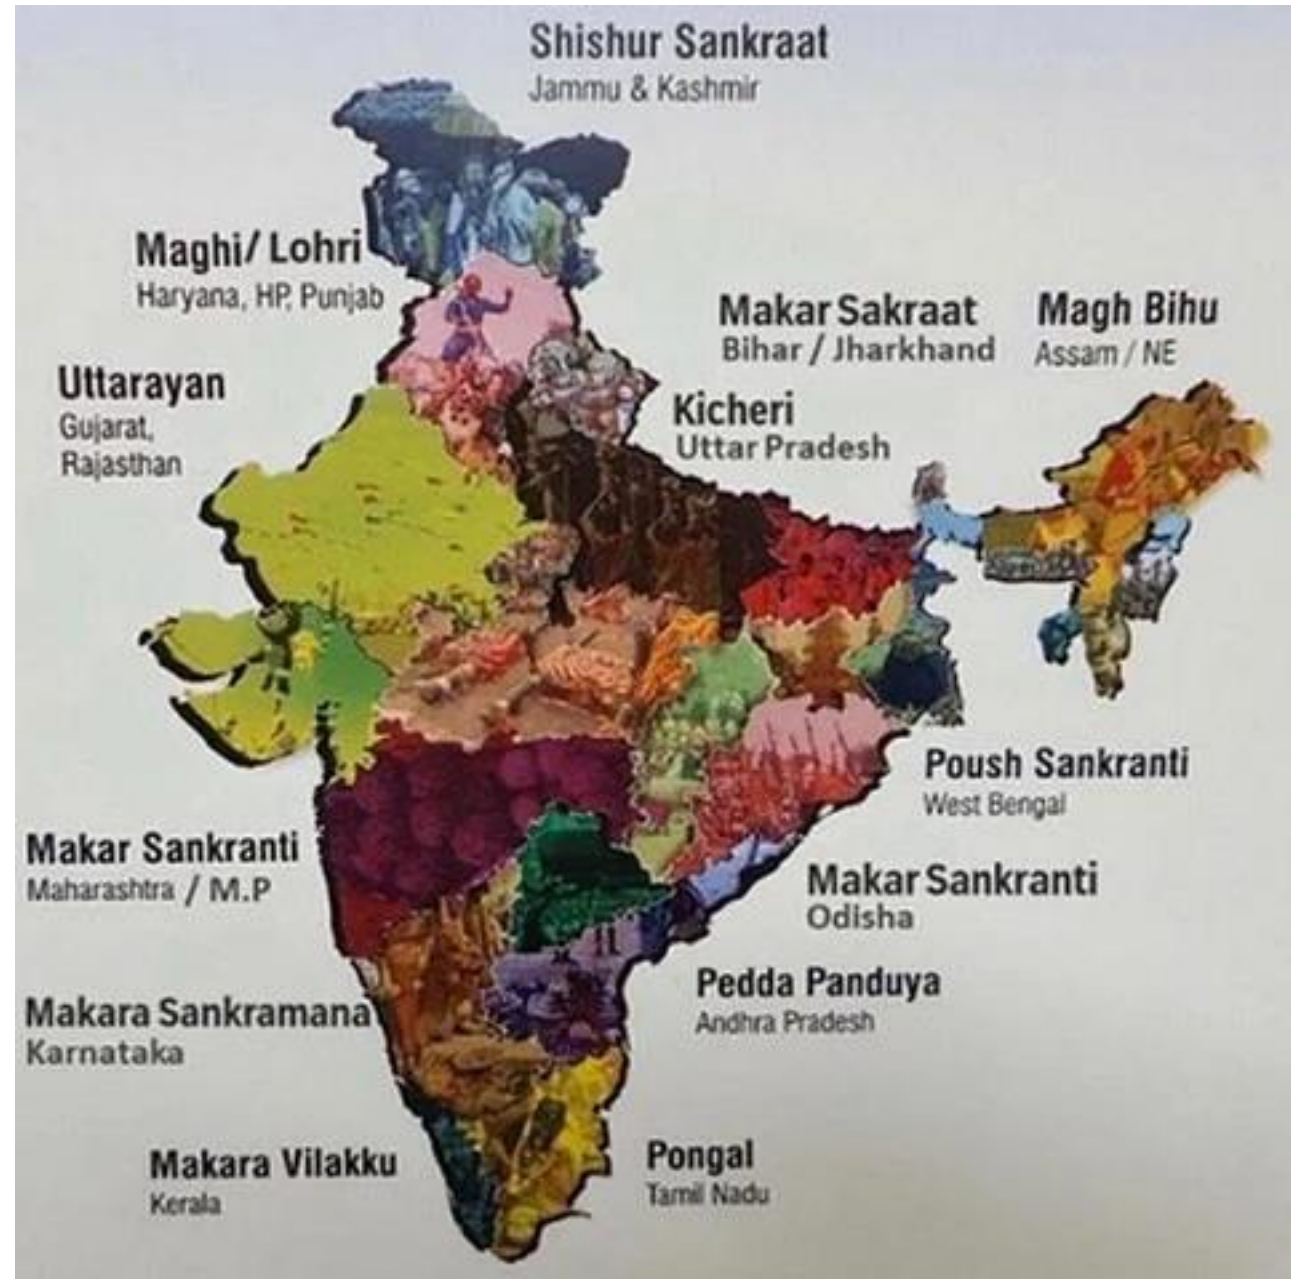 Shishur Sankraat
Jammu & Kashmir
Maghi/ Lohri
Haryana, HP, Punjab
Makar Sakraat
Bihar / Jharkhand
Magh Bihu
Assam / NE
Uttarayan
Gujarat,
Rajasthan
Kicheri
Uttar Pradesh
Poush Sankranti
West Bengal
Makar Sankranti
Maharashtra / M.P
Makar Sankranti
Odisha
Pedda Panduya
Andhra Pradesh
Makara Sankramana
Karnataka
Makara Vilakku
Kerala
Pongal
Tamil Nadu